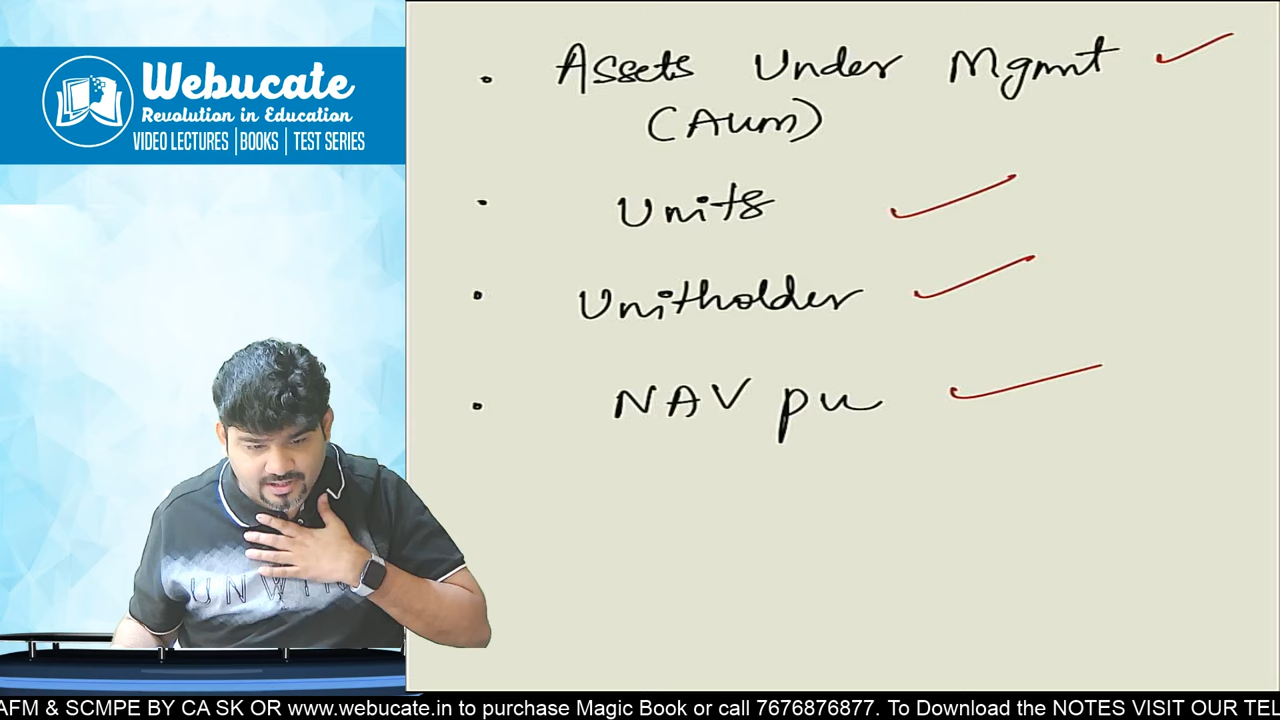 Webucate
Revolution in Education
VIDEO LECTURES | BOOKS | TEST SERIES
. Assets Under Mgmt
(AUM)
. Units
. Unitholder
. NAV pu
UNWIN
AFM & SCMPE BY CA SK OR www.webucate.in to purchase Magic Book or call 7676876877. To Download the NOTES VISIT OUR TEL